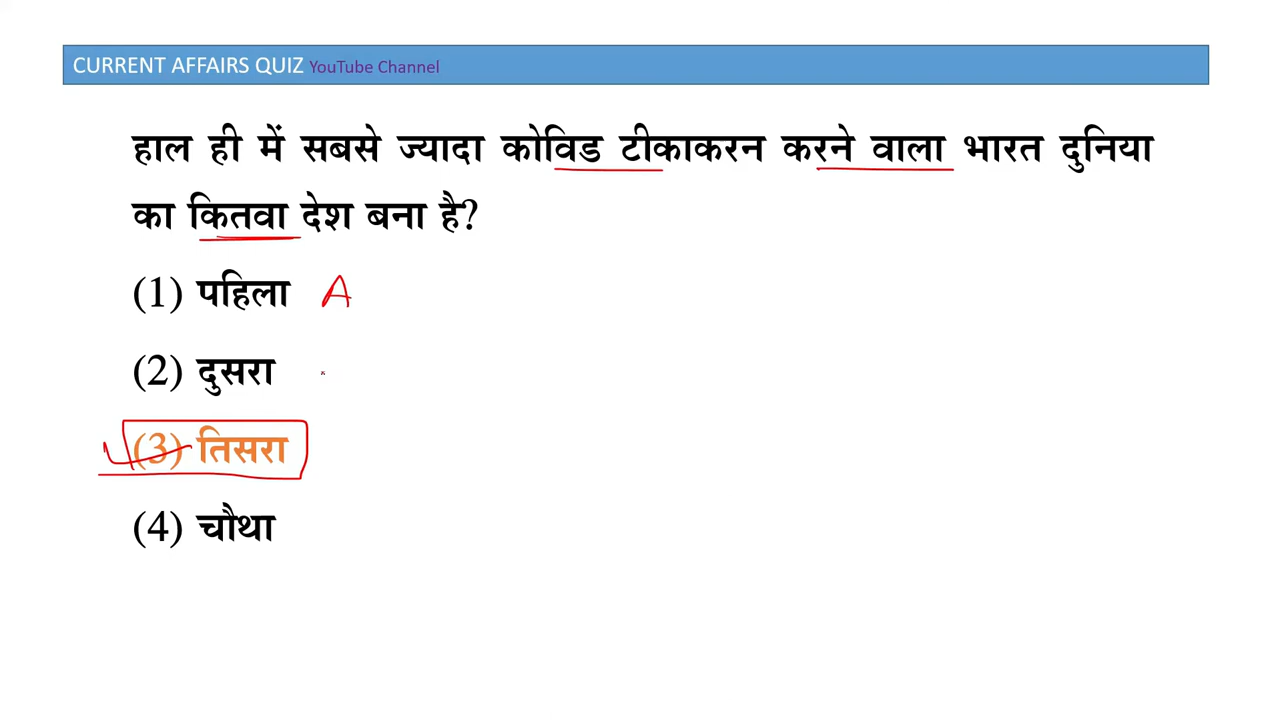 CURRENT AFFAIRS QUIZ YouTube Channel
हाल ही में सबसे ज्यादा कोविड टीकाकरन करने वाला भारत दुनिया
का कितवा देश बना है?
(1) पहिला A
(2) दुसरा
(3) तिसरा
(4) चौथा